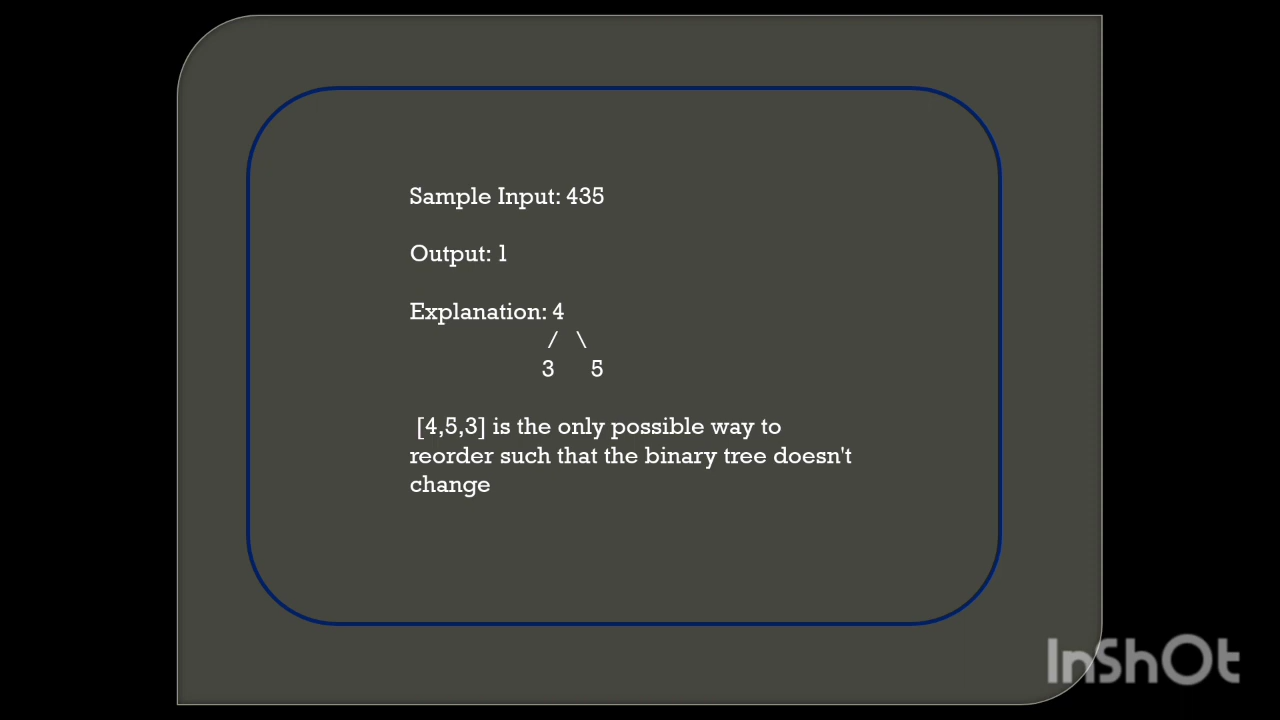 Sample Input: 435
Output: 1
Explanation: 4
/ \
3 5
[4,5,3] is the only possible way to
reorder such that the binary tree doesn't
change
InShOt